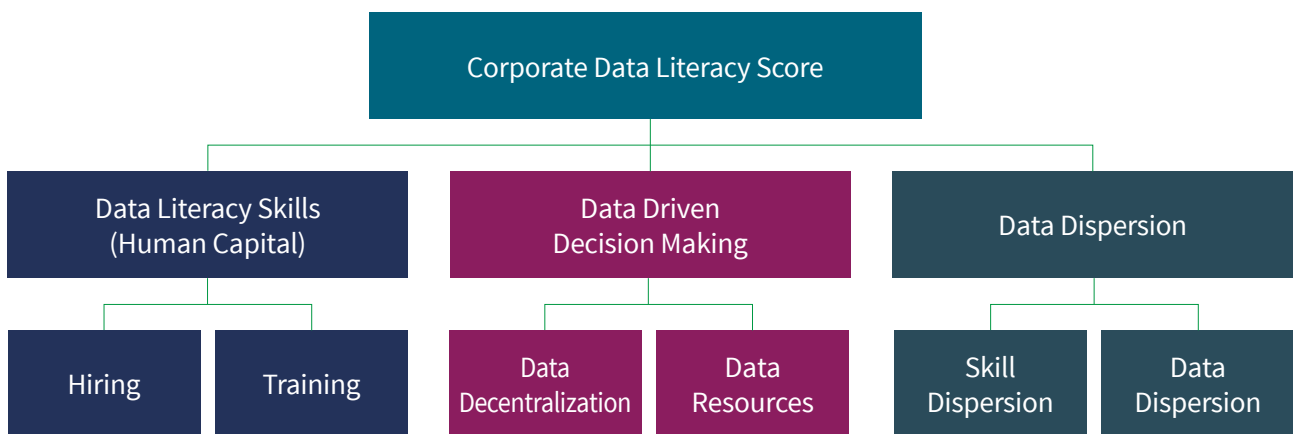 Corporate Data Literacy Score
Data Literacy Skills
(Human Capital)
Data Driven
Decision Making
Data Dispersion
Hiring
Training
Data
Decentralization
Data
Resources
Skill
Dispersion
Data
Dispersion